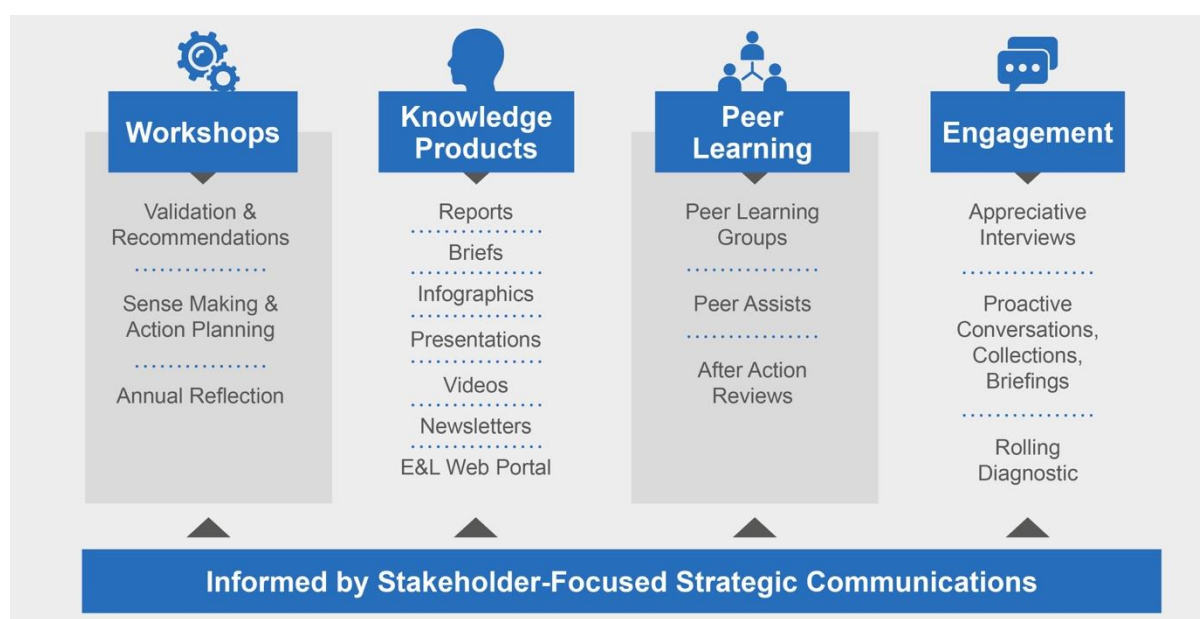 Workshops
Validation &
Recommendations
Sense Making &
Action Planning
Annual Reflection
Knowledge
Products
Reports
Briefs
Infographics
Presentations
Videos
Newsletters
E&L Web Portal
Peer
Learning
Peer Learning
Groups
Peer Assists
After Action
Reviews
Engagement
Appreciative
Interviews
Proactive
Conversations,
Collections,
Briefings
Rolling
Diagnostic
Informed by Stakeholder-Focused Strategic Communications